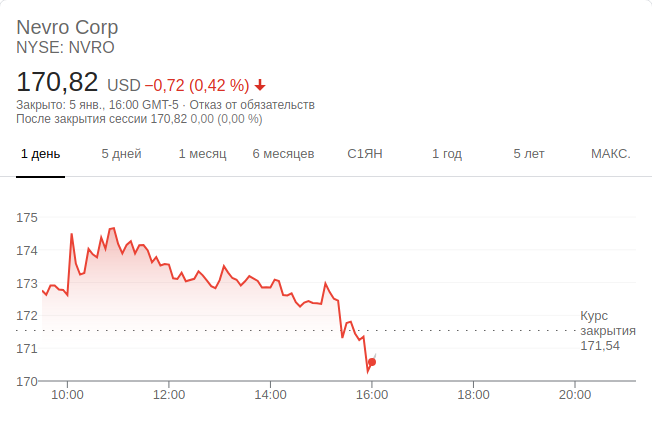 Nevro Corp
NYSE: NVRO
170,82 USD −0,72 (0,42 %)
Закрыто: 5 янв., 16:00 GMT-5 · Отказ от обязательств
После закрытия сессии 170,82 0,00 (0,00 %)
1 день 5 дней 1 месяц 6 месяцев С1ЯН 1 год 5 лет МАКС.
175
174
173
172
Курс
закрытия
171,54
171
170
10:00 12:00 14:00 16:00 18:00 20:00